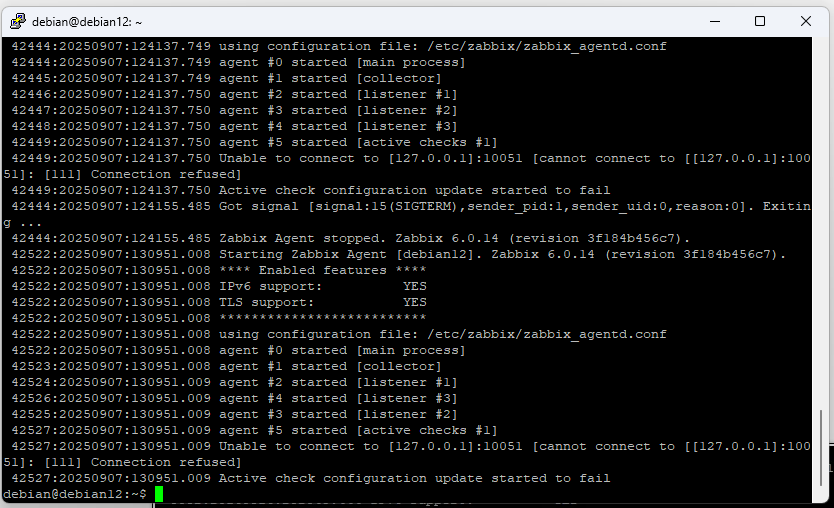 debian@debian12: ~
42444:20250907:124137.749 using configuration file: /etc/zabbix/zabbix_agentd.conf
42444:20250907:124137.749 agent #0 started [main process]
42445:20250907:124137.749 agent #1 started [collector]
42446:20250907:124137.750 agent #2 started [listener #1]
42447:20250907:124137.750 agent #3 started [listener #2]
42448:20250907:124137.750 agent #4 started [listener #3]
42449:20250907:124137.750 agent #5 started [active checks #1]
42449:20250907:124137.750 Unable to connect to [127.0.0.1]:10051 [cannot connect to [[127.0.0.1]:100
51]: [111] Connection refused]
42449:20250907:124137.750 Active check configuration update started to fail
42444:20250907:124155.485 Got signal [signal:15(SIGTERM),sender_pid:1,sender_uid:0,reason:0]. Exitin
g ...
42444:20250907:124155.485 Zabbix Agent stopped. Zabbix 6.0.14 (revision 3f184b456c7).
42522:20250907:130951.008 Starting Zabbix Agent [debian12]. Zabbix 6.0.14 (revision 3f184b456c7).
42522:20250907:130951.008 **** Enabled features ****
42522:20250907:130951.008 IPv6 support:          YES
42522:20250907:130951.008 TLS support:           YES
42522:20250907:130951.008 **************************
42522:20250907:130951.008 using configuration file: /etc/zabbix/zabbix_agentd.conf
42522:20250907:130951.008 agent #0 started [main process]
42523:20250907:130951.008 agent #1 started [collector]
42524:20250907:130951.009 agent #2 started [listener #1]
42526:20250907:130951.009 agent #4 started [listener #3]
42525:20250907:130951.009 agent #3 started [listener #2]
42527:20250907:130951.009 agent #5 started [active checks #1]
42527:20250907:130951.009 Unable to connect to [127.0.0.1]:10051 [cannot connect to [[127.0.0.1]:100
51]: [111] Connection refused]
42527:20250907:130951.009 Active check configuration update started to fail
debian@debian12:~$